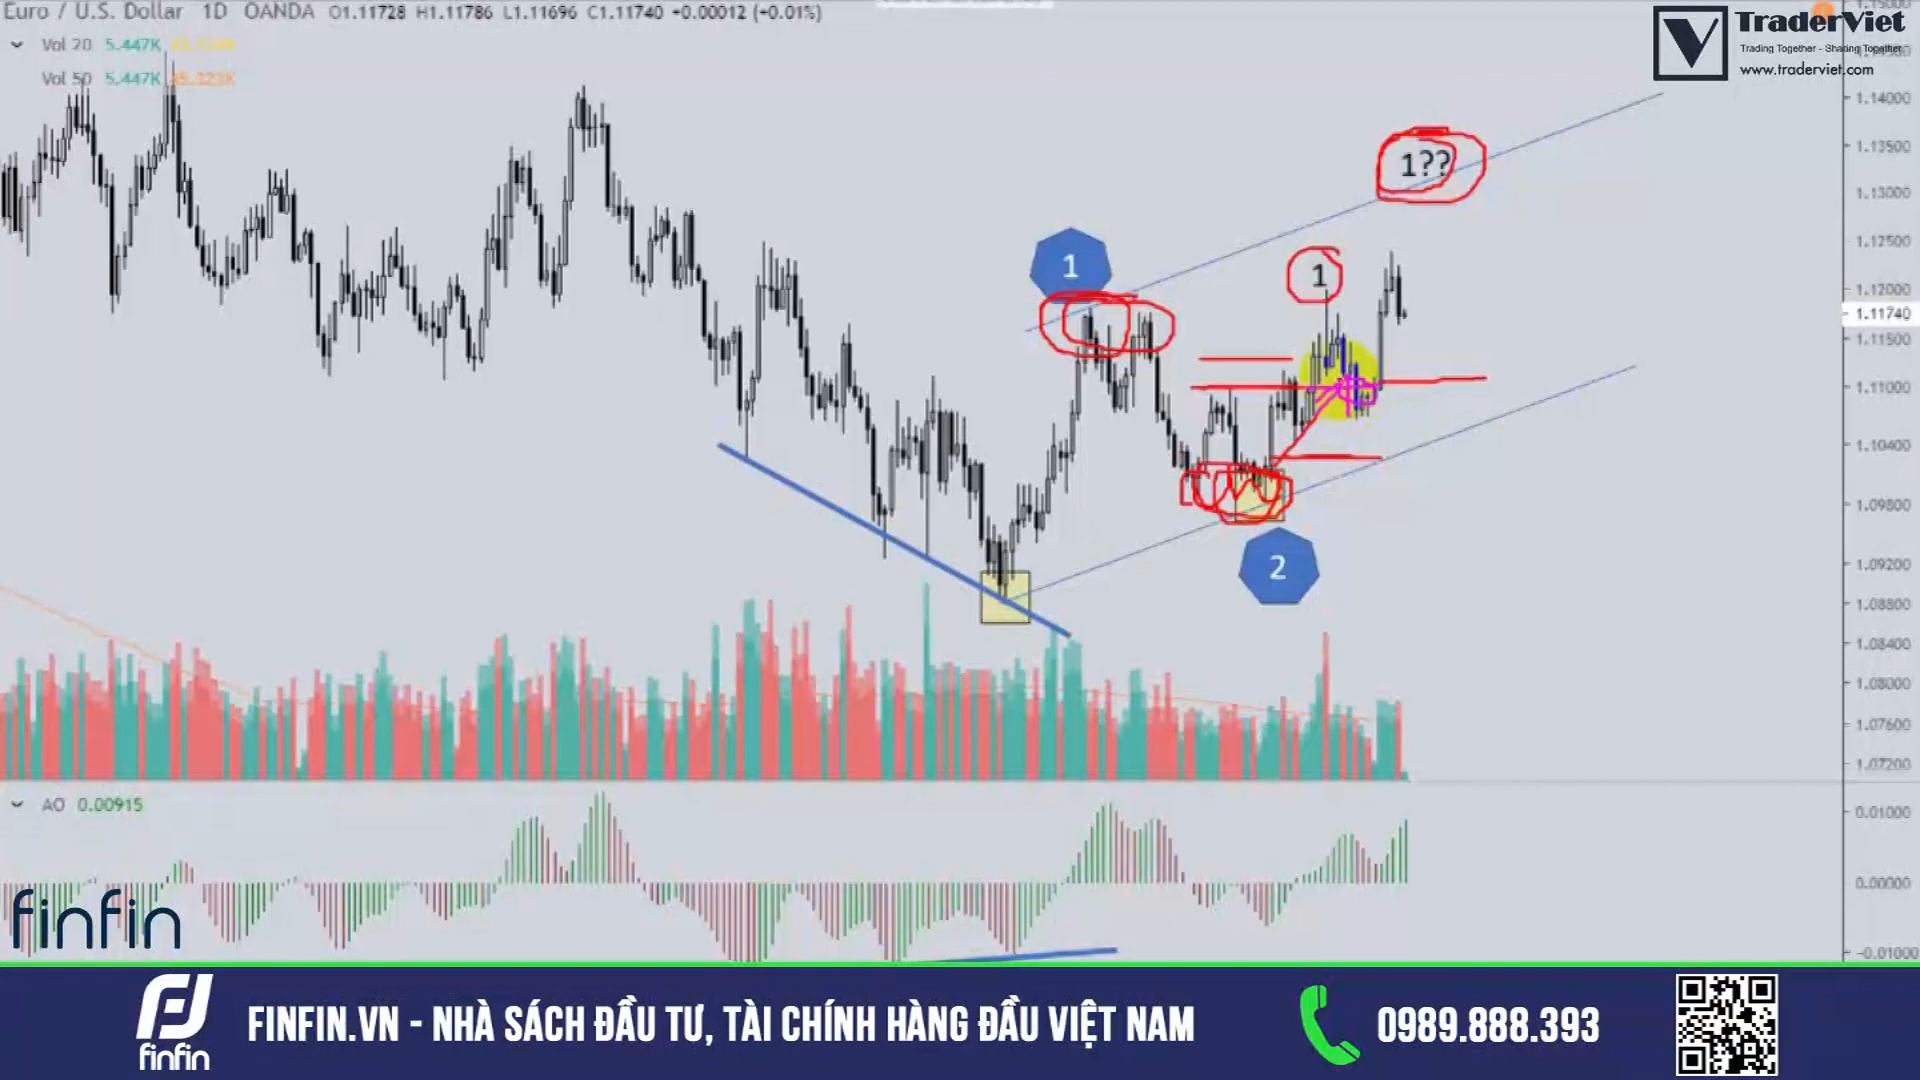 Euro / U.S. Dollar 1D OANDA O1.11728 H1.11786 L1.11696 C1.11740 +0.00012 (+0.01%)
Vol 20 5.447K
Vol 50 5.447K 45.323K
TraderViet
Trading Together - Sharing Together
www.traderviet.com
1.14000
1.13500
1??
1.13000
1.12500
1
1
1.12000
1.11740
1.11500
1.11000
1.10400
1.09800
2
1.09200
1.08800
1.08400
1.08000
1.07600
1.07200
AO 0.00915
0.01000
0.00000
-0.01000
finfin
finfin
FINFIN.VN - NHÀ SÁCH ĐẦU TƯ, TÀI CHÍNH HÀNG ĐẦU VIỆT NAM
0989.888.393